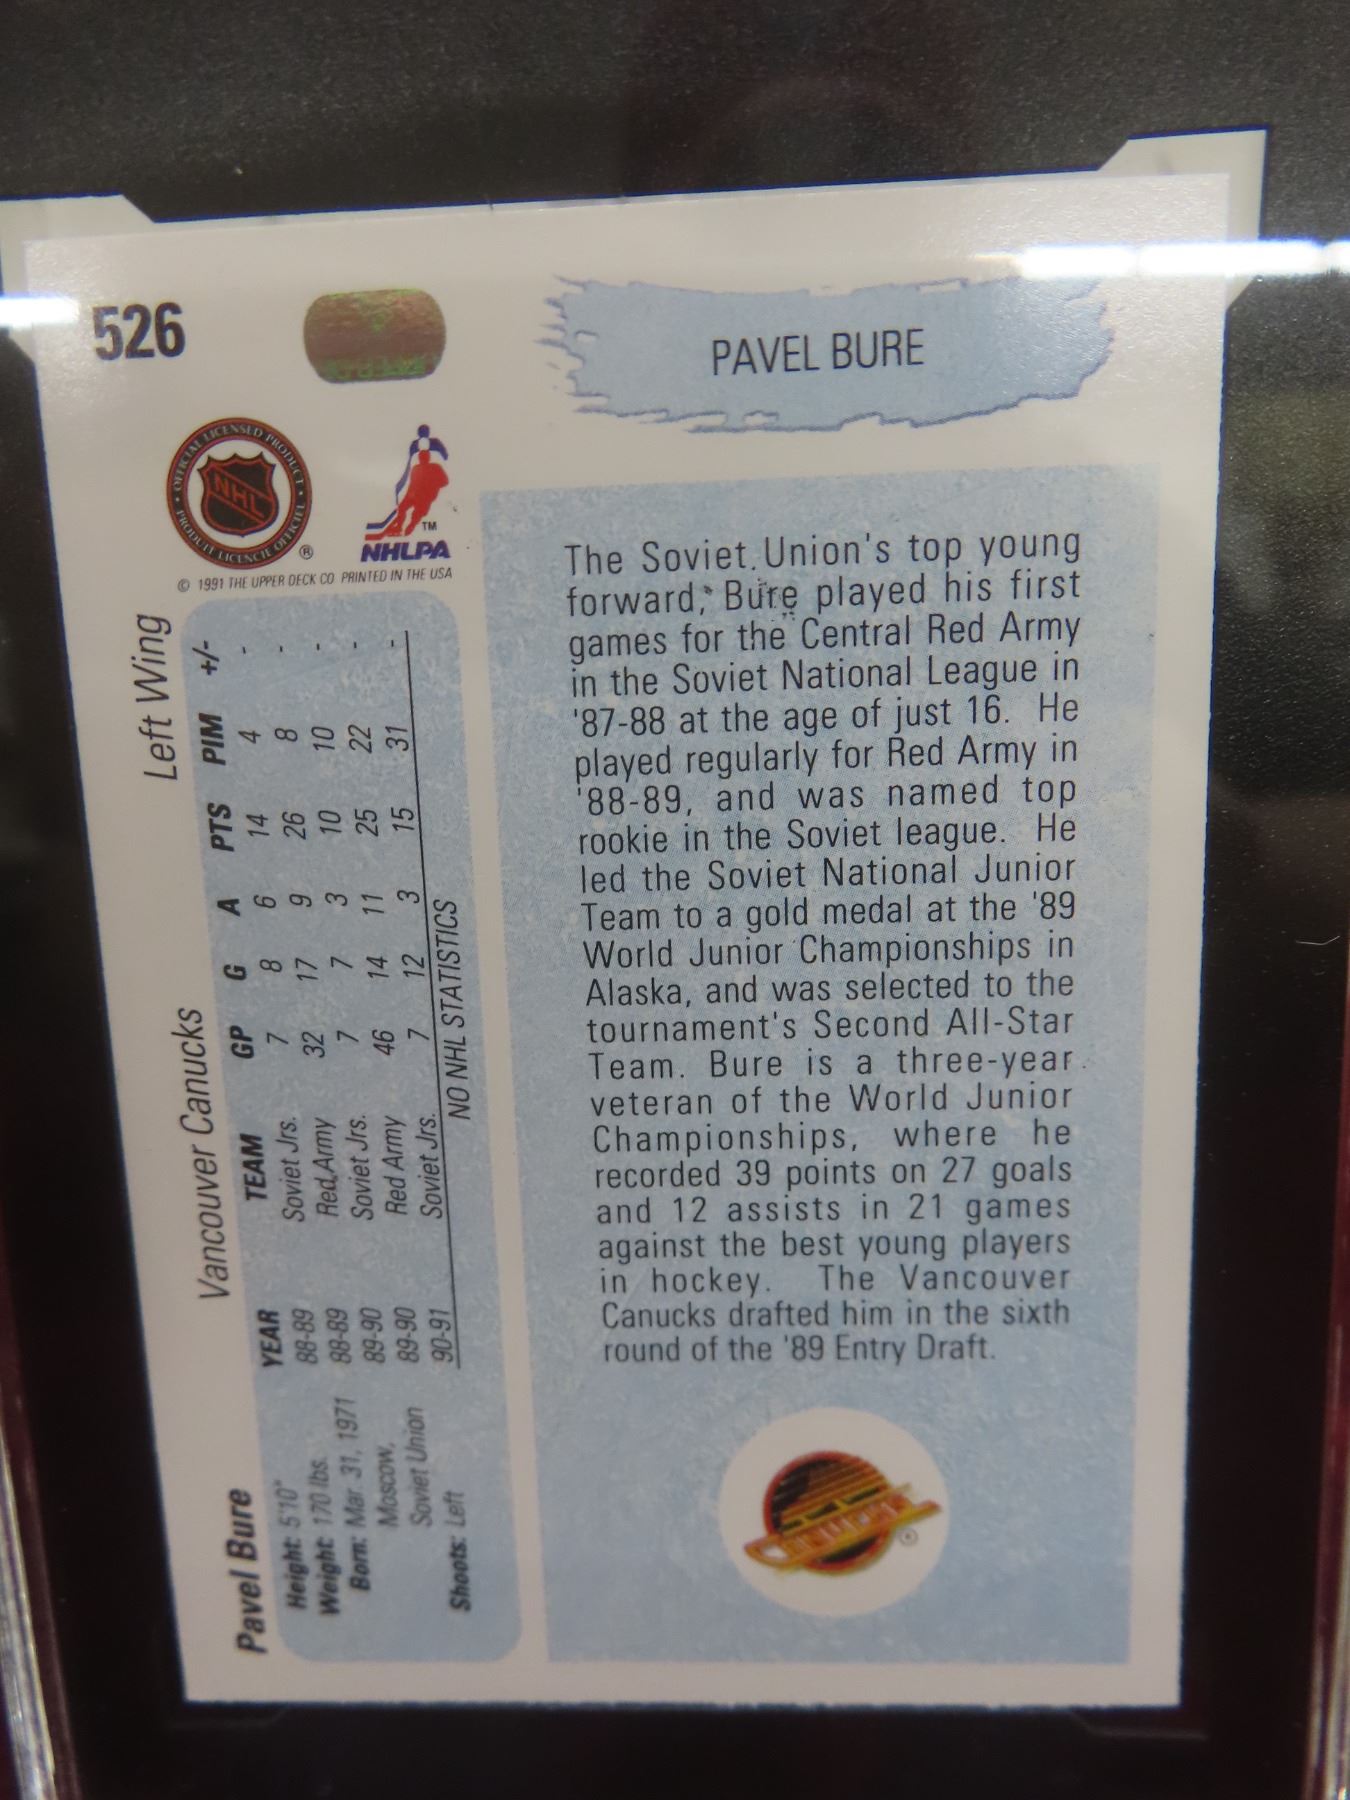 526
PAVEL BURE
OFFICIAL LICENSED PRODUCT
NHL
PRODUIT LICENCIE OFFICIEL
®
TM
NHLPA
© 1991 THE UPPER DECK CO PRINTED IN THE USA
Pavel Bure Vancouver Canucks Left Wing
Height: 5'10"
Weight: 170 lbs.
Born: Mar. 31, 1971
Moscow,
Soviet Union
Shoots: Left
YEAR TEAM GP G A PTS PIM +/-
88-89 Soviet Jrs. 7 8 6 14 4 -
88-89 Red Army 32 17 9 26 8 -
89-90 Soviet Jrs. 7 7 3 10 10 -
89-90 Red Army 46 14 11 25 22 -
90-91 Soviet Jrs. 7 12 3 15 31 -
NO NHL STATISTICS
The Soviet Union's top young
forward, Bure played his first
games for the Central Red Army
in the Soviet National League in
'87-88 at the age of just 16. He
played regularly for Red Army in
'88-89, and was named top
rookie in the Soviet league. He
led the Soviet National Junior
Team to a gold medal at the '89
World Junior Championships in
Alaska, and was selected to the
tournament's Second All-Star
Team. Bure is a three-year
veteran of the World Junior
Championships, where he
recorded 39 points on 27 goals
and 12 assists in 21 games
against the best young players
in hockey. The Vancouver
Canucks drafted him in the sixth
round of the '89 Entry Draft.
CANUCKS
®